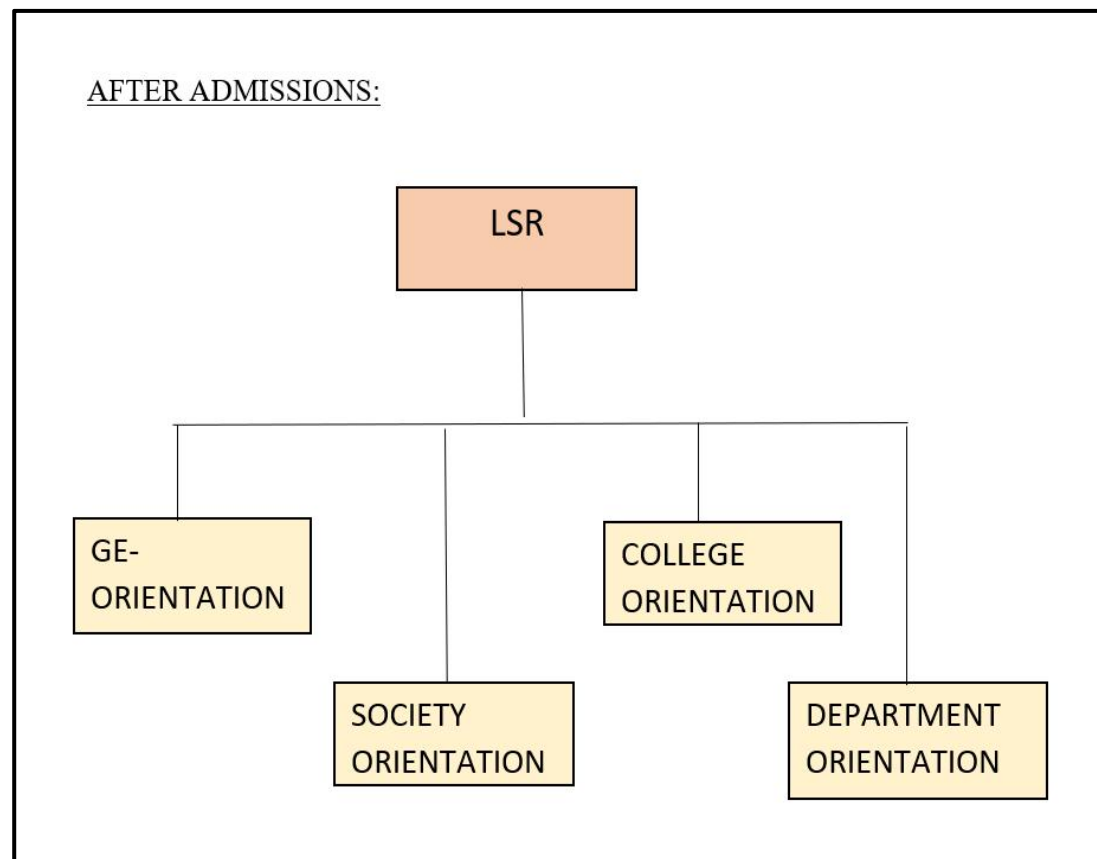 AFTER ADMISSIONS:
LSR
GE-
ORIENTATION
COLLEGE
ORIENTATION
SOCIETY
ORIENTATION
DEPARTMENT
ORIENTATION